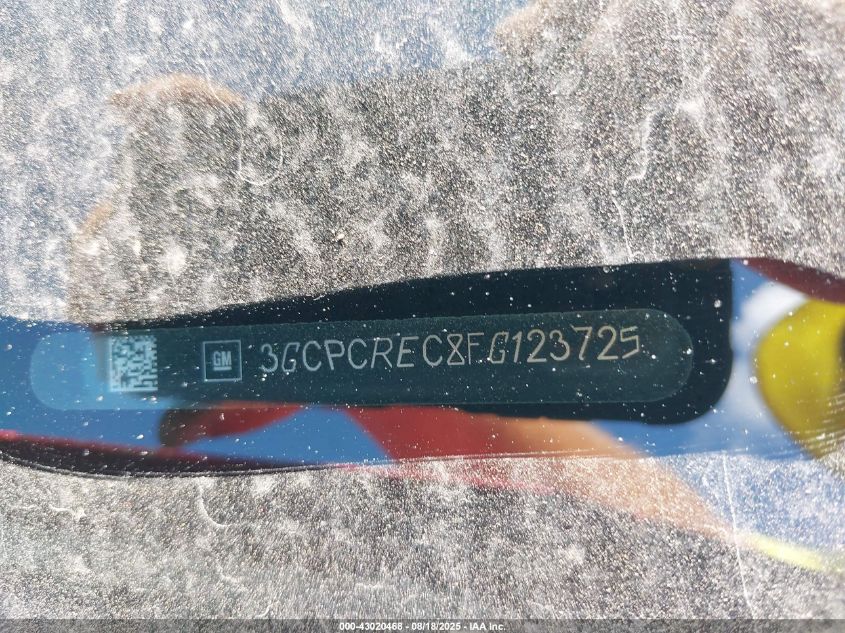 GM 3GCPCREC8FG123725
000-43020468 - 08/18/2025 - IAA Inc.